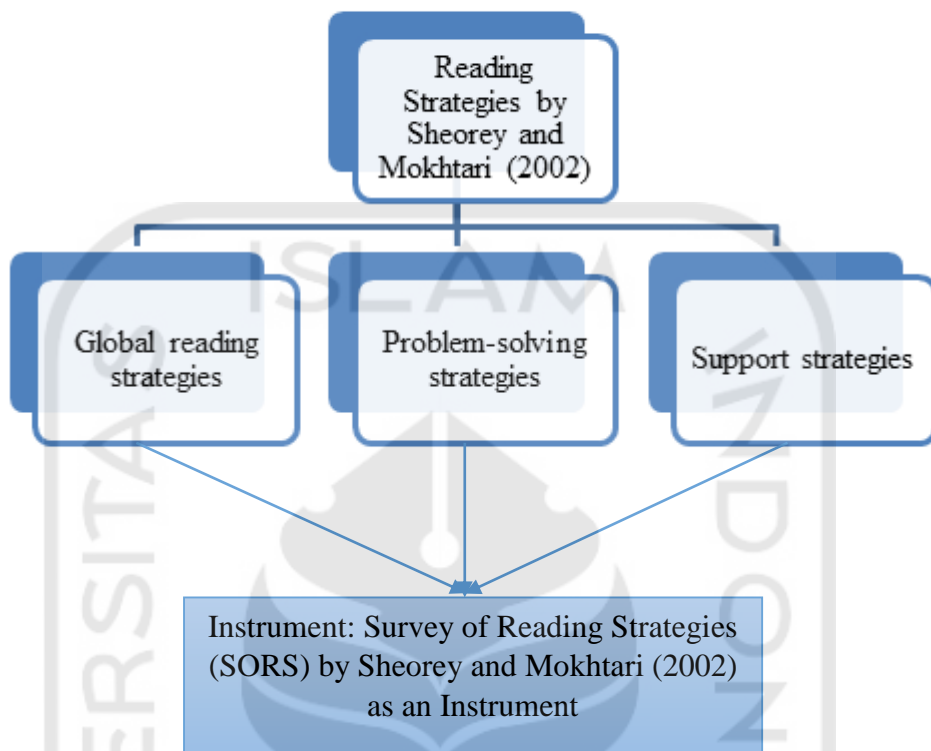 Reading
Strategies by
Sheorey and
Mokhtari (2002)
ISLAM
Global reading
strategies
Problem-solving
strategies
Support strategies
Instrument: Survey of Reading Strategies
(SORS) by Sheorey and Mokhtari (2002)
as an Instrument